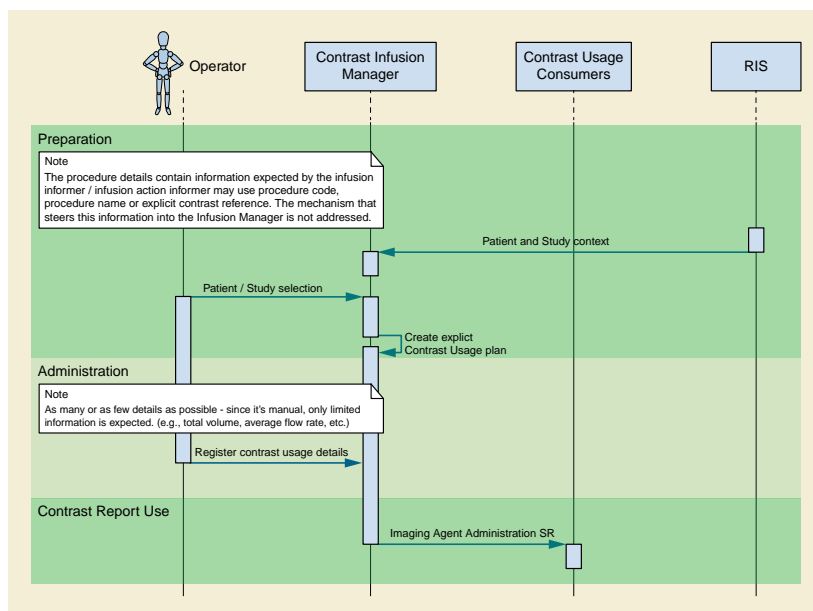 Operator
Contrast Infusion
Manager
Contrast Usage
Consumers
RIS
Preparation
Note
The procedure details contain information expected by the infusion
informer / infusion action informer may use procedure code,
procedure name or explicit contrast reference. The mechanism that
steers this information into the Infusion Manager is not addressed.
Patient and Study context
Patient / Study selection
Create explict
Contrast Usage plan
Administration
Note
As many or as few details as possible - since it's manual, only limited
information is expected. (e.g., total volume, average flow rate, etc.)
Register contrast usage details
Contrast Report Use
Imaging Agent Administration SR